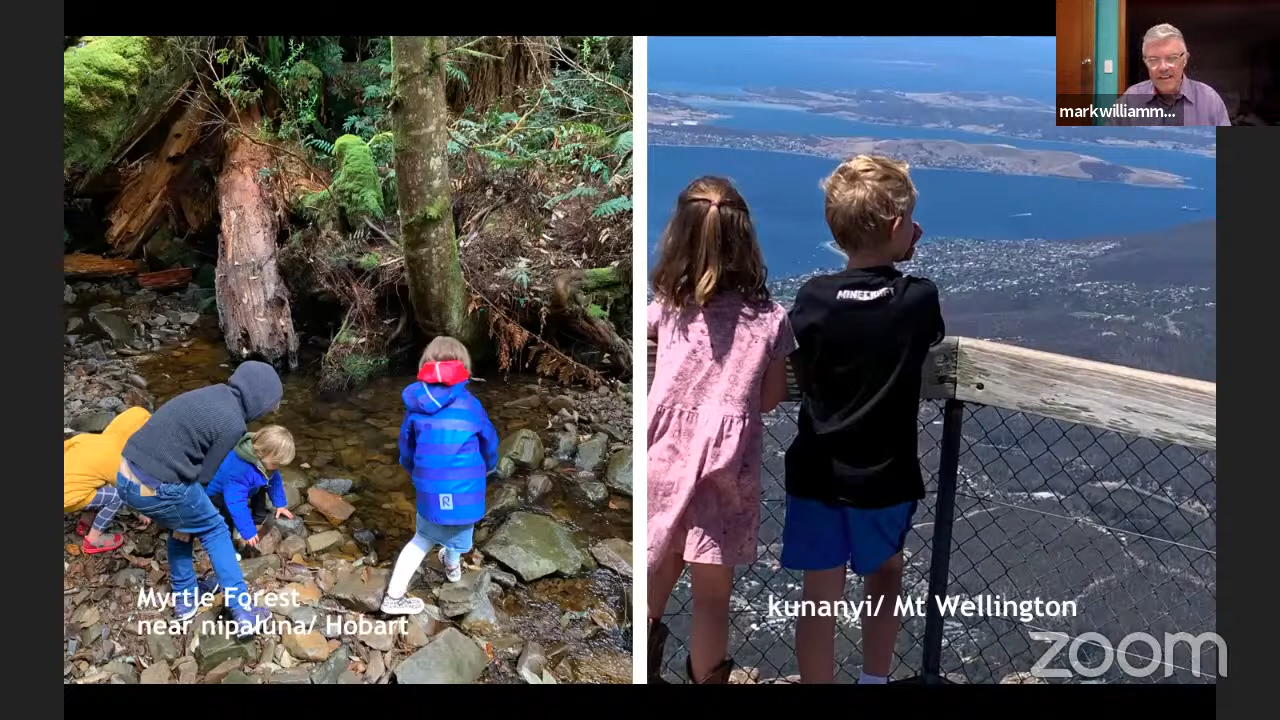 markwilliamm...
MINECRAFT
R
Myrtle Forest
near nipaluna/ Hobart
kunanyi/ Mt Wellington
zoom